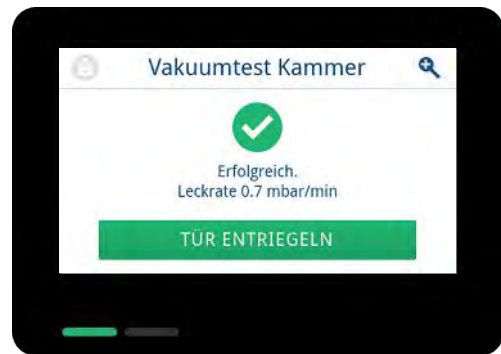 Vakuumtest Kammer
Erfolgreich.
Leckrate 0.7 mbar/min
TÜR ENTRIEGELN